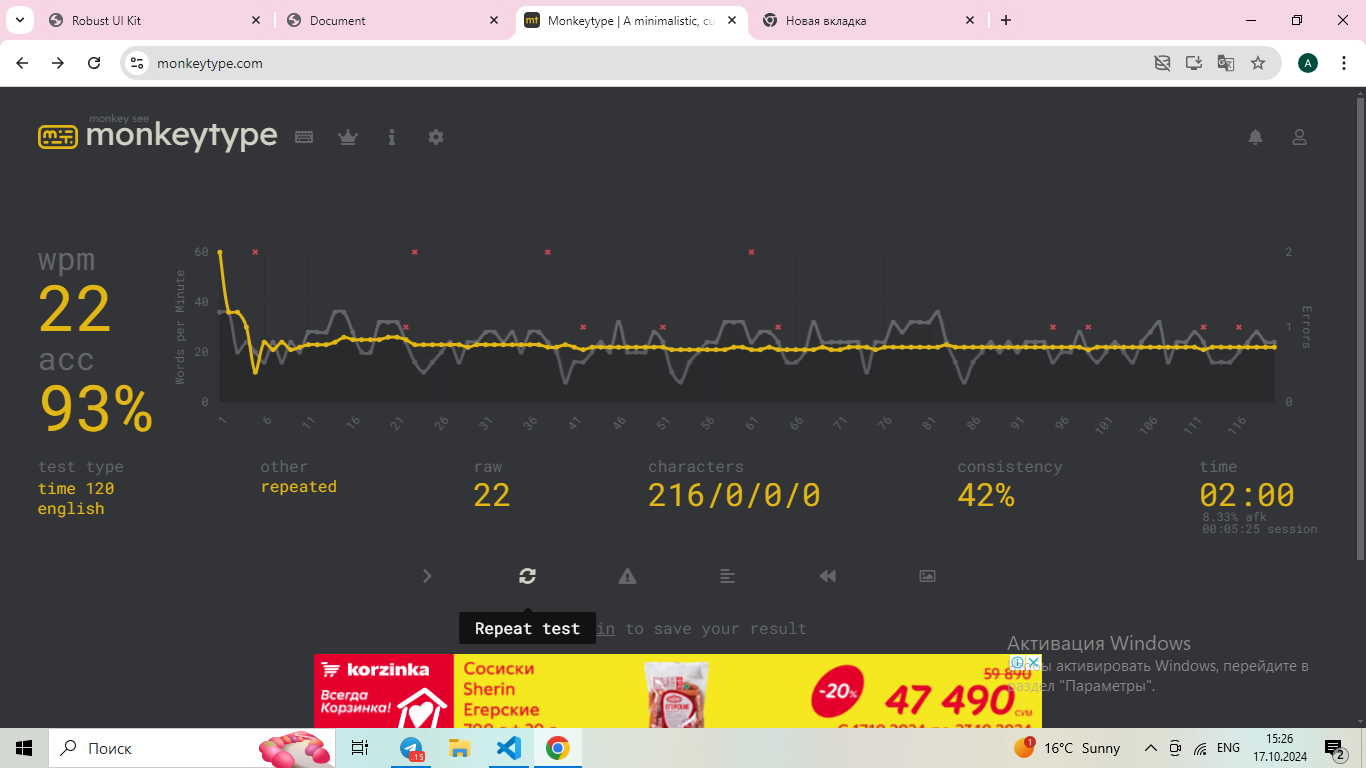 Robust UI Kit
Document
Monkeytype | A minimalistic, cu
Новая вкладка
monkeytype.com
A
monkey see
monkeytype
wpm
22
acc
93%
Words per Minute
60
40
20
0
2
1
0
Errors
1 6 11 16 21 26 31 36 41 46 51 56 61 66 71 76 81 86 91 96 101 106 111 116
test type
time 120
english
other
repeated
raw
22
characters
216/0/0/0
consistency
42%
time
02:00
8.33% afk
00:05:25 session
Repeat test
in to save your result
Активация Windows
активировать Windows, перейдите в
раздел "Параметры".
korzinka
Всегда
Корзинка!
Сосиски
Sherin
Егерские
-20%
59 890
47 490 СУМ
Поиск
..15
1
16°C Sunny
ENG
15:26
17.10.2024
2